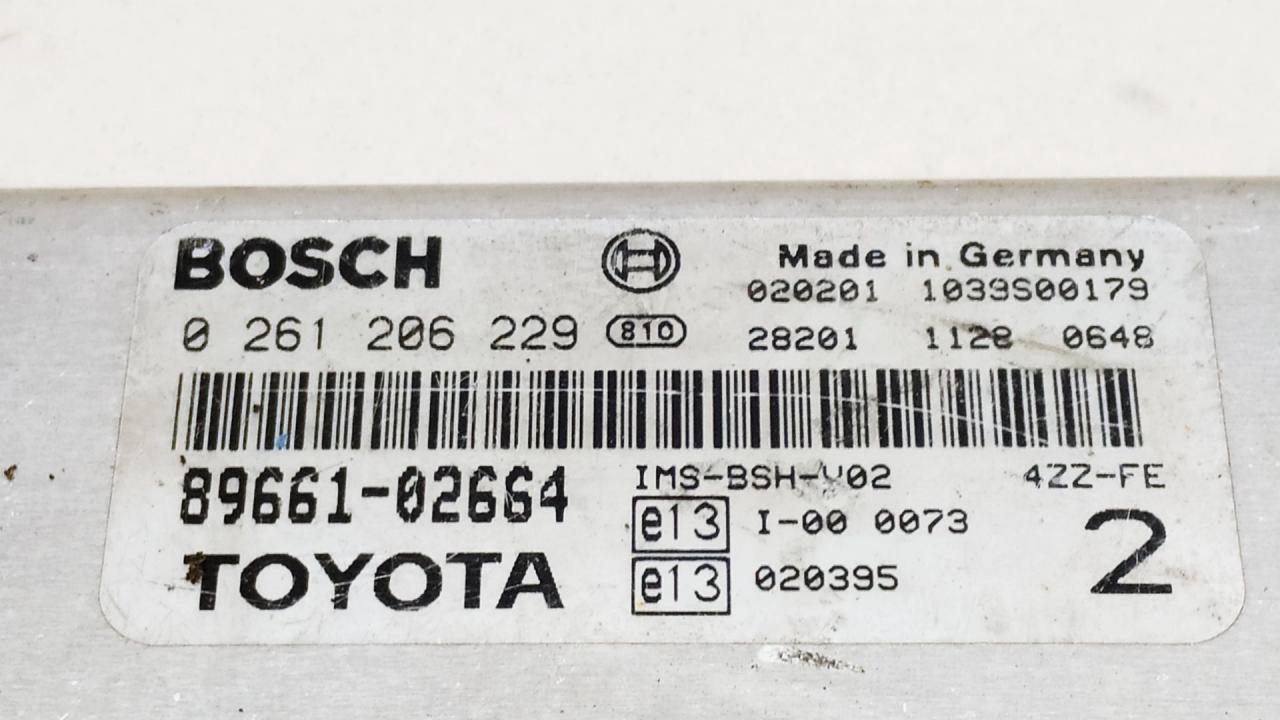 BOSCH
Made in Germany
020201 1039S00179
0 261 206 229 810
28201 1128 0648
89661-02664
IMS-BSH-V02 4ZZ-FE
e13 I-00 0073
TOYOTA
e13 020395
2